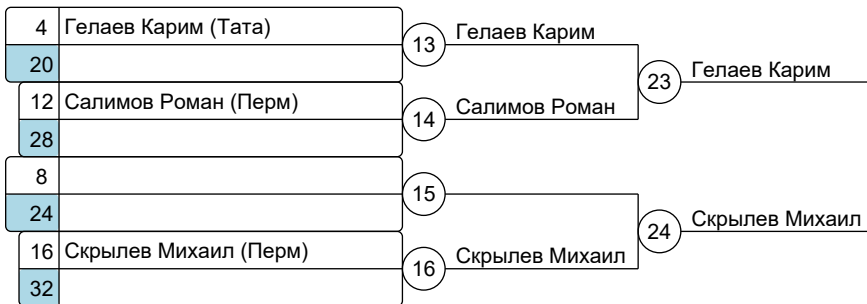 4 Гелаев Карим (Тата)
20
13 Гелаев Карим
12 Салимов Роман (Перм)
28
14 Салимов Роман
23 Гелаев Карим
8
24
15
16 Скрылев Михаил (Перм)
32
16 Скрылев Михаил
24 Скрылев Михаил